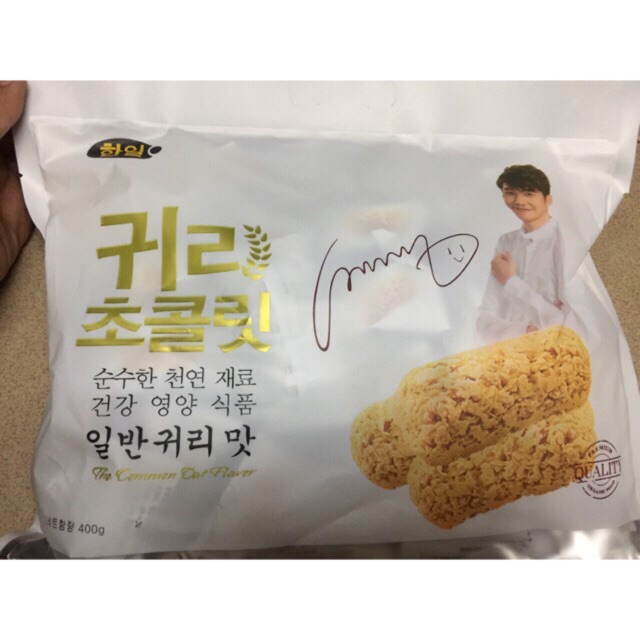 한일
귀리
초콜릿
순수한 천연 재료
건강 영양 식품
일반귀리 맛
The Common Oat Flavor
400g
PREMIUM
QUALITY